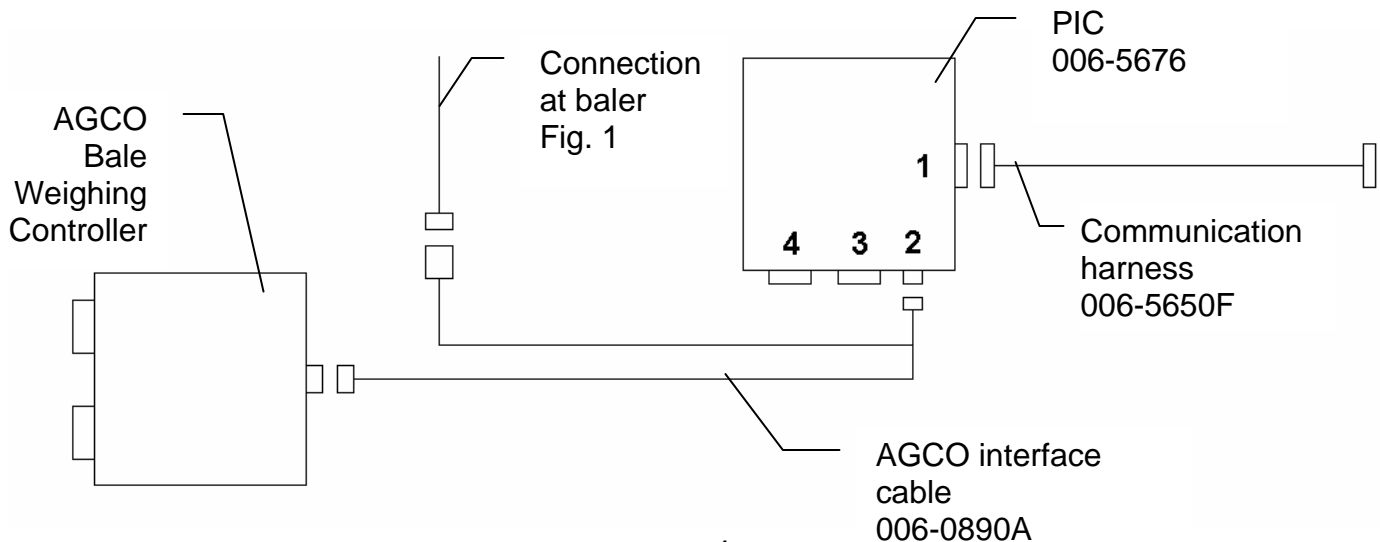 PIC
006-5676
Connection
at baler
Fig. 1
AGCO
Bale
Weighing
Controller
1
4 3 2
Communication
harness
006-5650F
AGCO interface
cable
006-0890A